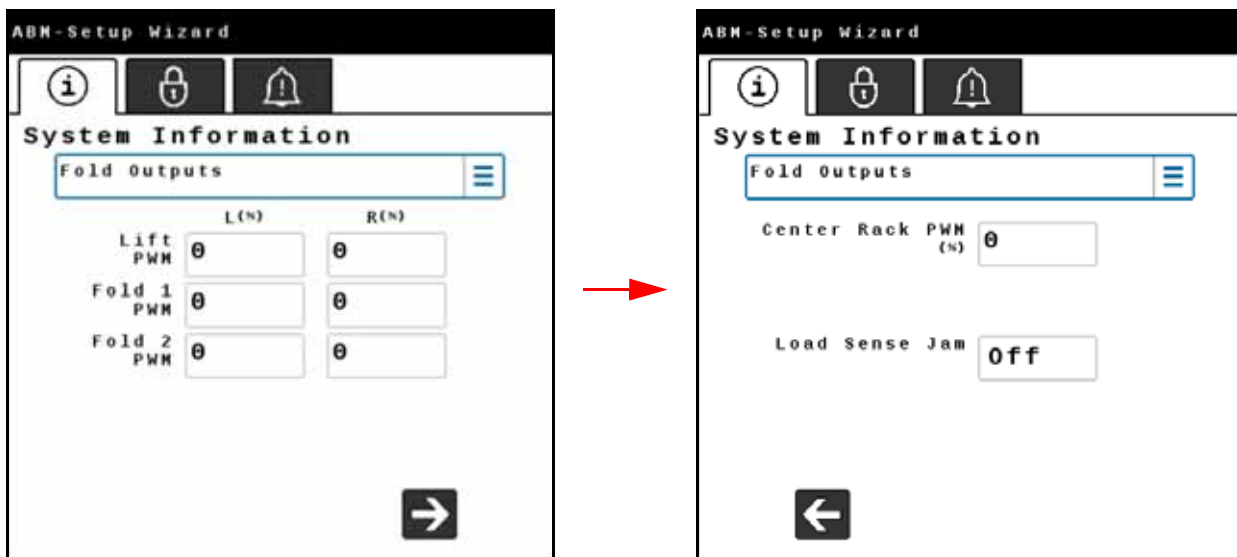 ABM-Setup Wizard
System Information
Fold Outputs
L(%) R(%)
Lift PWM 0 0
Fold 1 PWM 0 0
Fold 2 PWM 0 0
ABM-Setup Wizard
System Information
Fold Outputs
Center Rack PWM (%) 0
Load Sense Jam Off